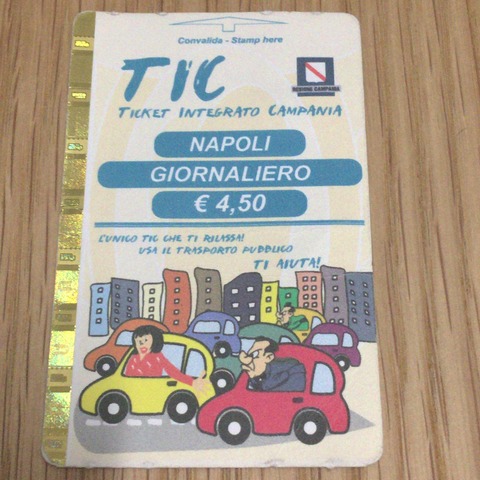 Convalida - Stamp here
TIC
TICKET INTEGRATO CAMPANIA
REGIONE CAMPANIA
NAPOLI
GIORNALIERO
€ 4,50
L'UNICO TIC CHE TI RILASSA!
USA IL TRASPORTO PUBBLICO
TI AIUTA!